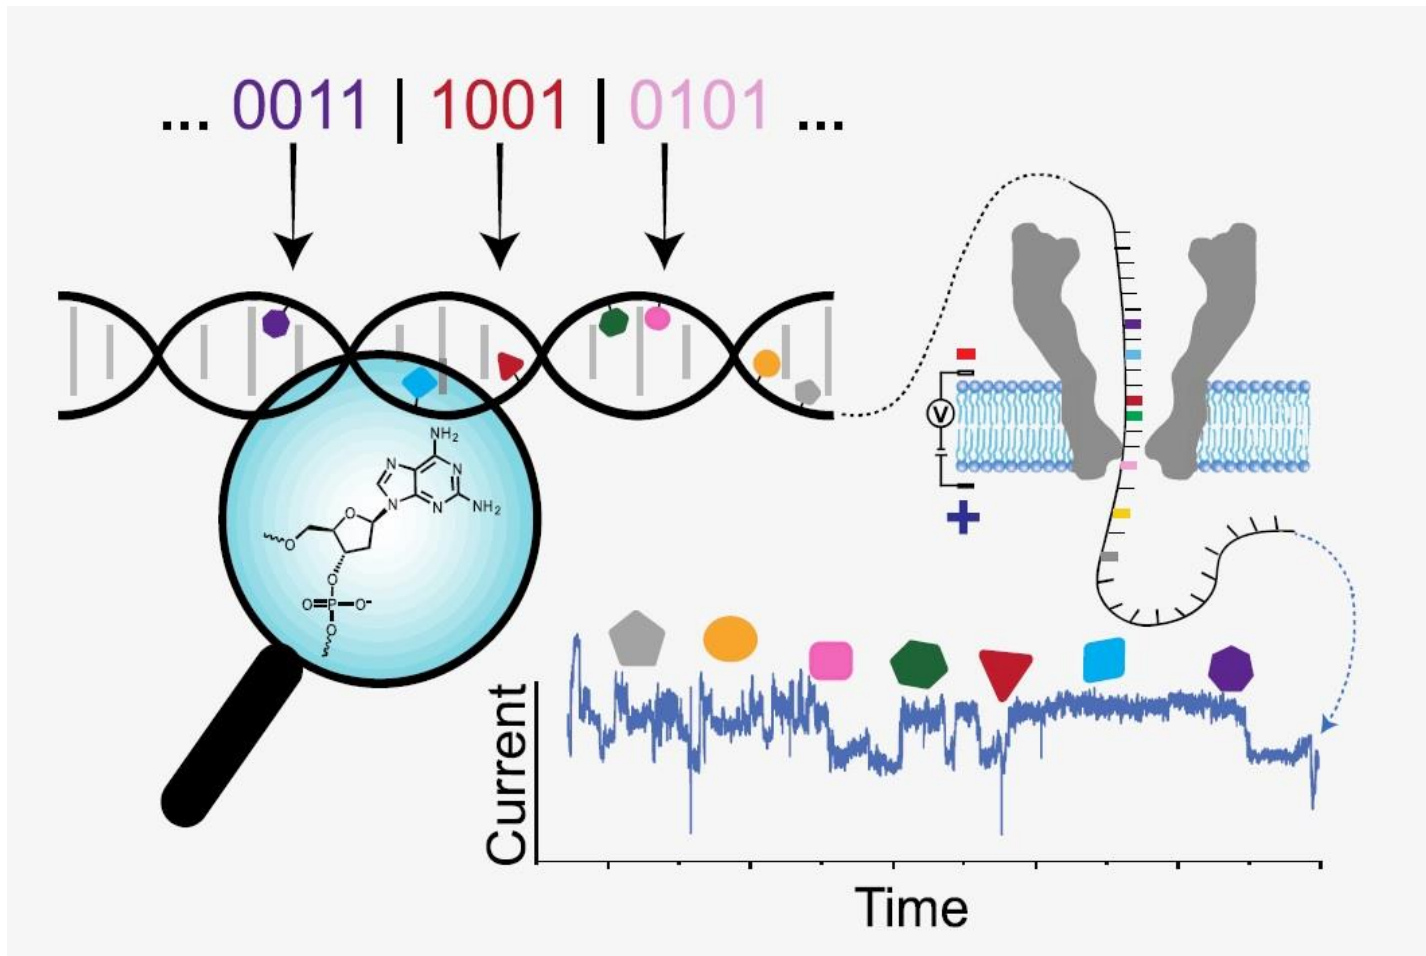 ... 0011 | 1001 | 0101 ...
V
+
NH₂
N
N
N
N
NH₂
O
O
O
O=P–O⁻
O
Current
Time